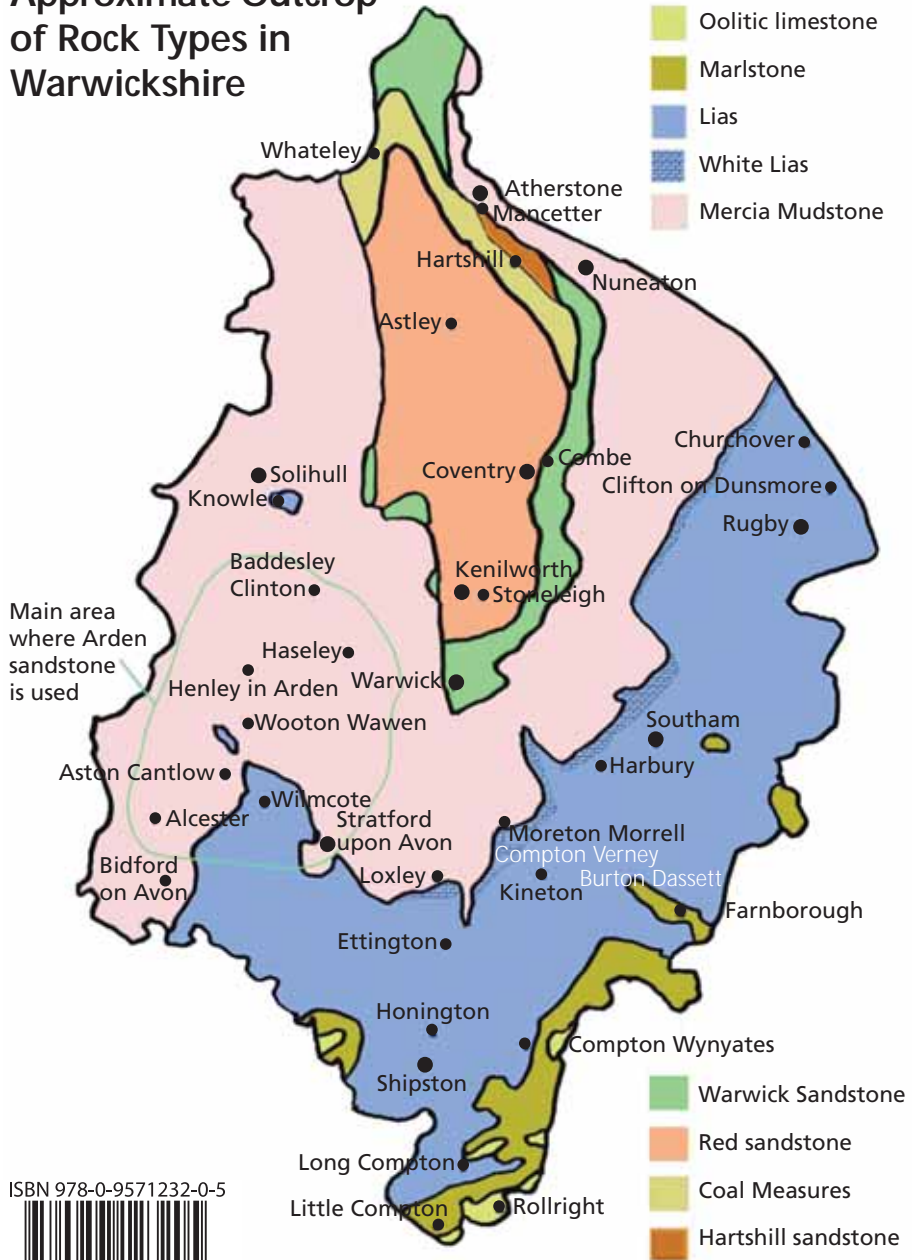 Approximate Outcrop
of Rock Types in
Warwickshire
Oolitic limestone
Marlstone
Lias
White Lias
Mercia Mudstone
Whateley
Atherstone
Mancetter
Hartshill
Nuneaton
Astley
Churchover
Combe
Coventry
Solihull
Clifton on Dunsmore
Knowle
Rugby
Baddesley
Clinton
Kenilworth
Stoneleigh
Main area
where Arden
sandstone
is used
Haseley
Henley in Arden
Warwick
Wooton Wawen
Southam
Harbury
Aston Cantlow
Wilmcote
Alcester
Stratford
upon Avon
Moreton Morrell
Compton Verney
Bidford
on Avon
Loxley
Kineton
Burton Dassett
Farnborough
Ettington
Honington
Compton Wynyates
Shipston
Warwick Sandstone
Red sandstone
Long Compton
Coal Measures
ISBN 978-0-9571232-0-5
Little Compton
Rollright
Hartshill sandstone